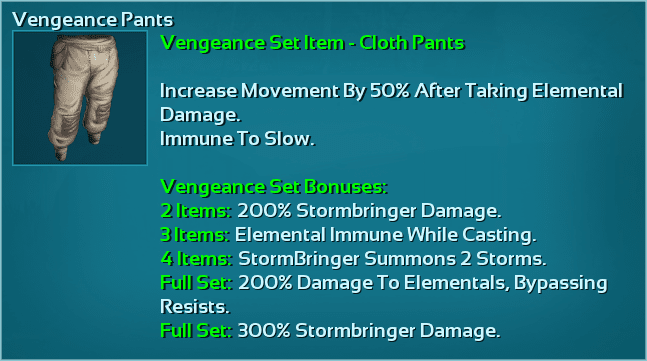 Vengeance Pants
Vengeance Set Item - Cloth Pants
Increase Movement By 50% After Taking Elemental
Damage.
Immune To Slow.
Vengeance Set Bonuses:
2 Items: 200% Stormbringer Damage.
3 Items: Elemental Immune While Casting.
4 Items: StormBringer Summons 2 Storms.
Full Set: 200% Damage To Elementals, Bypassing
Resists.
Full Set: 300% Stormbringer Damage.